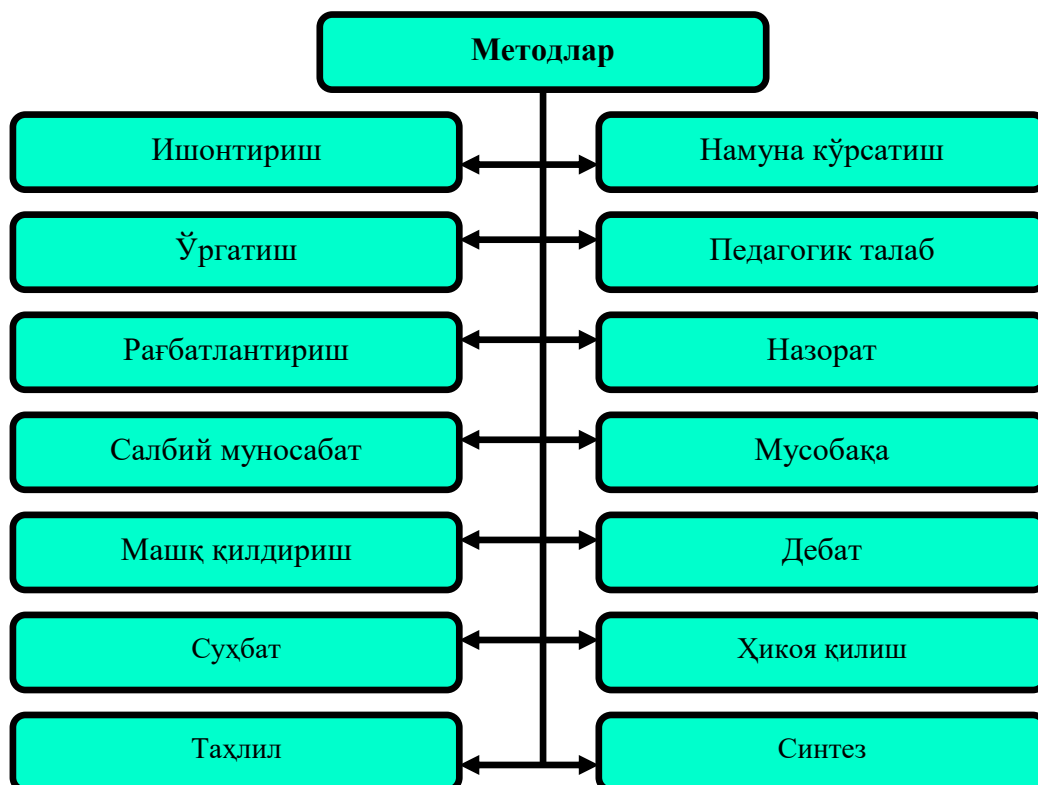 Методлар
Ишонтириш
Намуна кўрсатиш
Ўргатиш
Педагогик талаб
Рағбатлантириш
Назорат
Салбий муносабат
Мусобақа
Машқ қилдириш
Дебат
Суҳбат
Ҳикоя қилиш
Таҳлил
Синтез